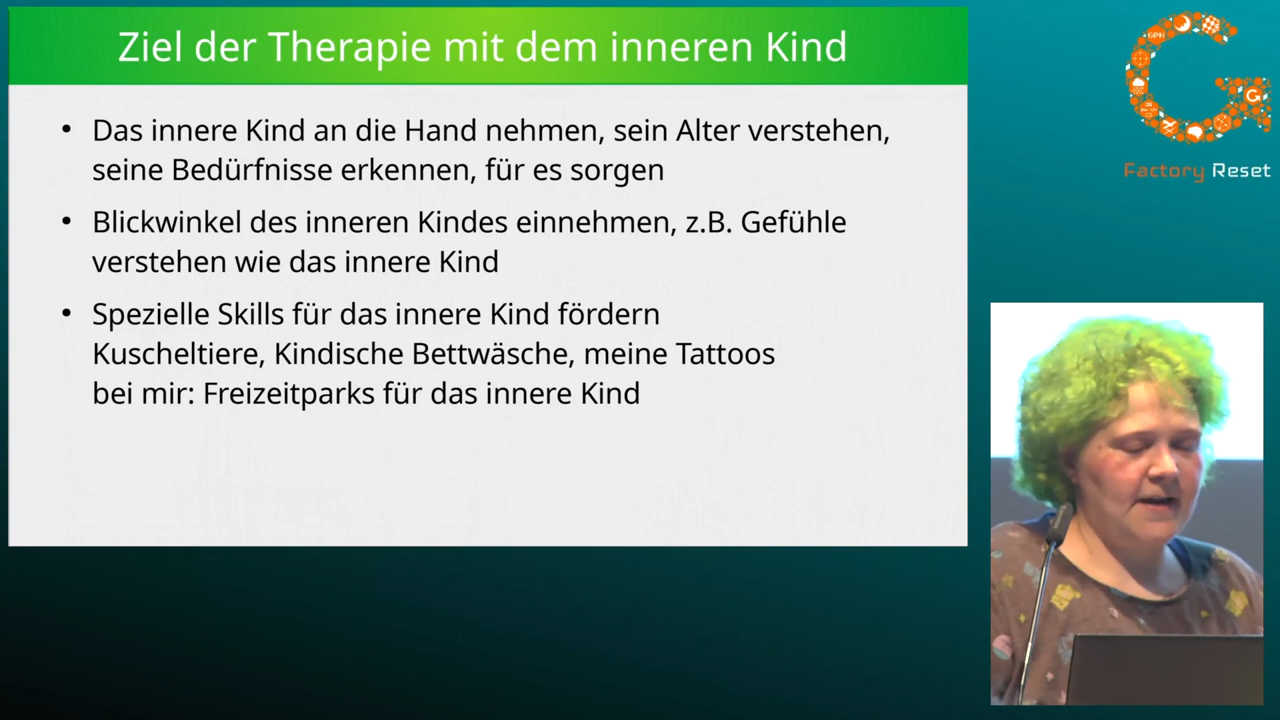 Ziel der Therapie mit dem inneren Kind
• Das innere Kind an die Hand nehmen, sein Alter verstehen,
seine Bedürfnisse erkennen, für es sorgen
• Blickwinkel des inneren Kindes einnehmen, z.B. Gefühle
verstehen wie das innere Kind
• Spezielle Skills für das innere Kind fördern
Kuscheltiere, Kindische Bettwäsche, meine Tattoos
bei mir: Freizeitparks für das innere Kind
GPN
G
Factory Reset